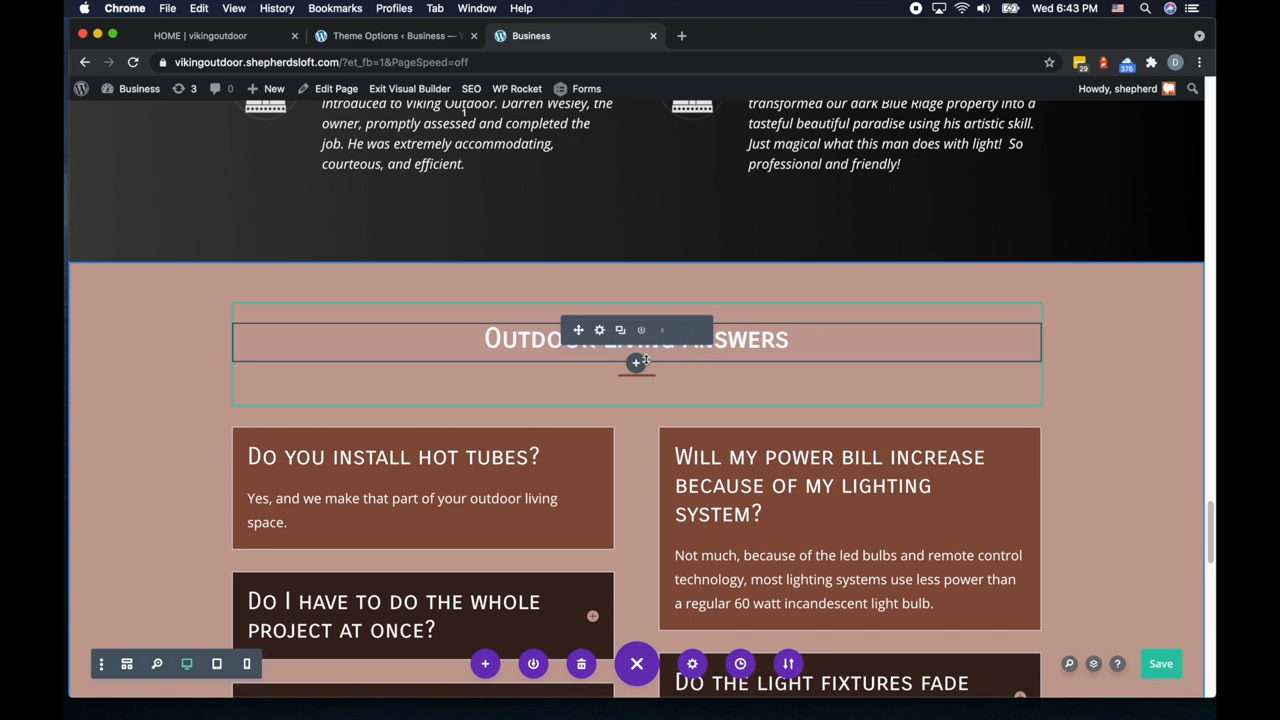 Chrome File Edit View History Bookmarks Profiles Tab Window Help Wed 6:43 PM
HOME | vikingoutdoor Theme Options ‹ Business — Business
vikingoutdoor.shepherdsloft.com/?et_fb=1&PageSpeed=off 29 376 D
Business 3 0 New Edit Page Exit Visual Builder SEO WP Rocket Forms Howdy, shepherd
introduced to Viking Outdoor. Darren Wesley, the
owner, promptly assessed and completed the
job. He was extremely accommodating,
courteous, and efficient.
transformed our dark Blue Ridge property into a
tasteful beautiful paradise using his artistic skill.
Just magical what this man does with light! So
professional and friendly!
Outdoor Living Answers
Do you install hot tubes?
Yes, and we make that part of your outdoor living
space.
Do I have to do the whole
project at once?
Will my power bill increase
because of my lighting
system?
Not much, because of the led bulbs and remote control
technology, most lighting systems use less power than
a regular 60 watt incandescent light bulb.
Do the light fixtures fade
? Save